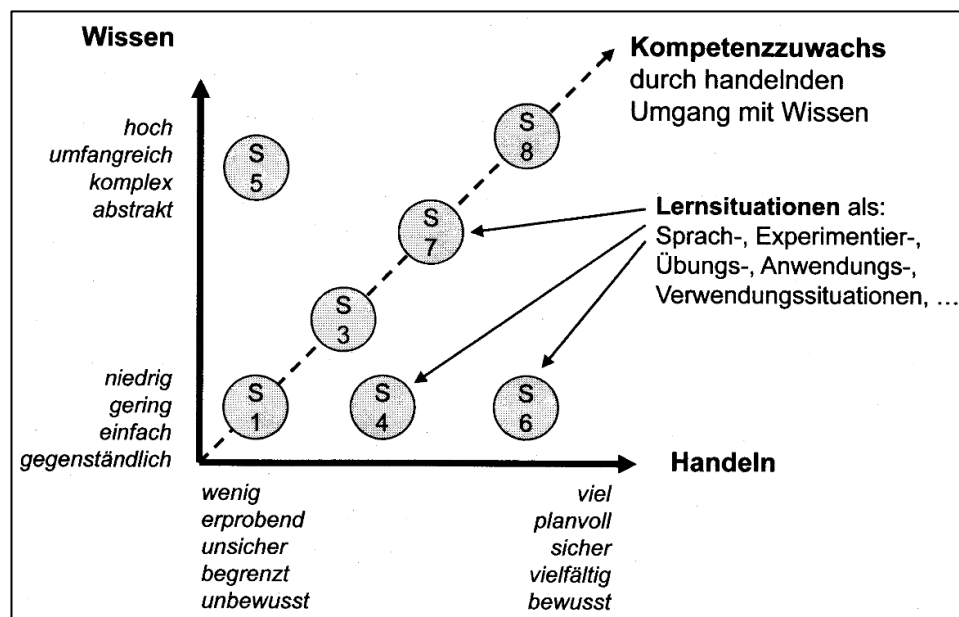 Wissen
Kompetenzzuwachs
durch handelnden
Umgang mit Wissen
hoch
umfangreich
komplex
abstrakt
S
5
S
8
S
7
Lernsituationen als:
Sprach-, Experimentier-,
Übungs-, Anwendungs-,
Verwendungssituationen, …
S
3
niedrig
gering
einfach
gegenständlich
S
1
S
4
S
6
Handeln
wenig
erprobend
unsicher
begrenzt
unbewusst
viel
planvoll
sicher
vielfältig
bewusst